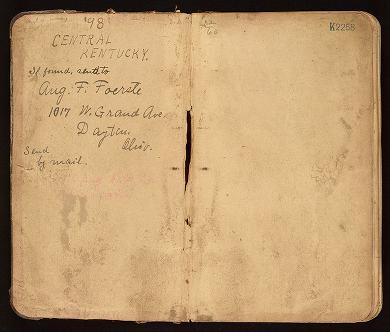 '98
CENTRAL
KENTUCKY.
If found, send to
Aug. F. Foerste
1017 W. Grand Ave.
Dayton.
Ohio.
Send
by mail.
K2258